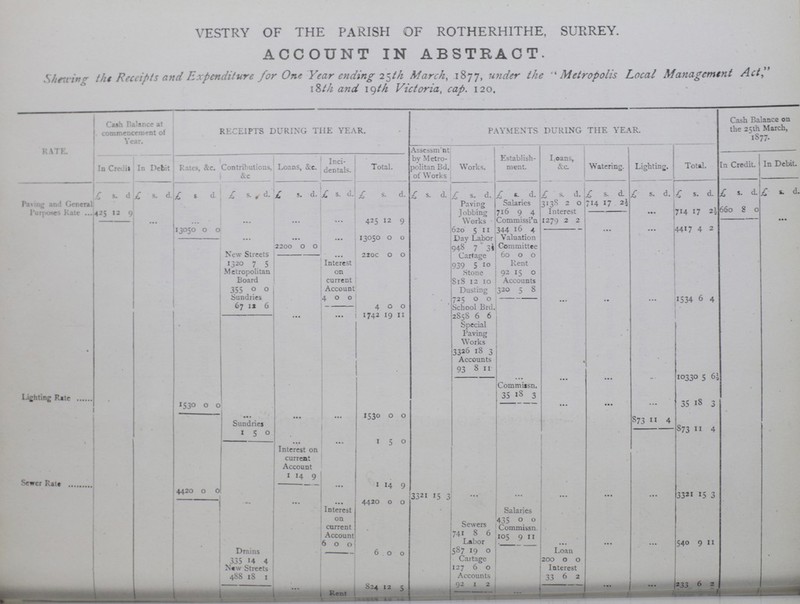 VESTRY OF THE PARISH OF ROTHERHITHE, SURREY.
ACCOUNT IN ABSTRACT.
Shewing the Receipts and Expenditure for One Year ending 25th March, 1877, under the "Metropolis Local Management Act,"
18th and 19th Victoria, cap. 120.
RATE.
Cash Balance at commencement of Year.
RECEIPTS DURING THE YEAR.
PAYMENTS DURING THE YEAR.
Cash Balance on the 25th March, 1877.
In Credit In Debit Rates, &c. Contributions, &c Loans, &c. Incidentals. Total. Assessm'nt by Metropolitan Bd. of Works Works. Establishment. Loans, &c. Watering. Lighting. Total. In Credit. In Debit.
£ s. d £ s. d. £ s d. £ s. d. £ s. d. £ s. d. £ s. d. £ s. d. £ s. d. £ s. d. £ s. d. £ s. d. £ s. d. £ s. d. £ s. d. £ s. d.
Paving Salaries 3138 2 0 714 17 2½
Paving and General
Purposes Rate ... 425 12 9 ... ... ... ... ... 425 12 9 Jobbing 716 9 4 Interest ... 714 17 2½ 660 8 0 ...
Works Commissi'n 1279 2 2
13050 0 0 ... ... ... 13050 0 0 620 5 11 344 16 4 ... ... 4417 4 2
Day Labor Valuation
2200 0 0 948 7 3¼ Committee
New Streets ... 2200 0 0 Cartage 60 0 0
1320 7 5 Interest 939 5 10 Rent
Metropolitan on Stone 92 15 0
Board current 818 12 10 Accounts
355 0 0 Account Dusting 320 5 8
Sundries 4 0 0 725 0 0 ... ... ... 1534 6 4
67 12 6 4 0 0 School Brd.
... ... 1742 19 11 2858 6 6
Special
Paving
Works
3326 18 3
Accounts
93 8 11
... ... ... 10330 5 6¼
Commissn.
Lighting Rate ...... 35 18 3
1530 0 0 ... ... ... 35 18 3
... ... ... 1530 0 0 873 11 4
Sundries 873 11 4
1 5 0
... ... 1 5 0
Interest on
current
Account
1 14 9
Sewer Rate ......... ... 1 14 9
4420 0 0 3321 15 3 ... ... ... ... ... 3321 15 3
... ... ... 4420 0 0
Interest Salaries
on 435 0 0
current Sewers Commissn.
Account 741 8 6 105 9 11
6 0 0 Labor ... ... ... 540 9 11
Drains 6 0 0 587 19 0 Loan
335 14 4 Cartage 200 0 0
New Streets 127 6 0 Interest
488 18 1 Accounts 33 6 2
... 824 12 5 92 1 2 ... ... 233 6 2
Rent